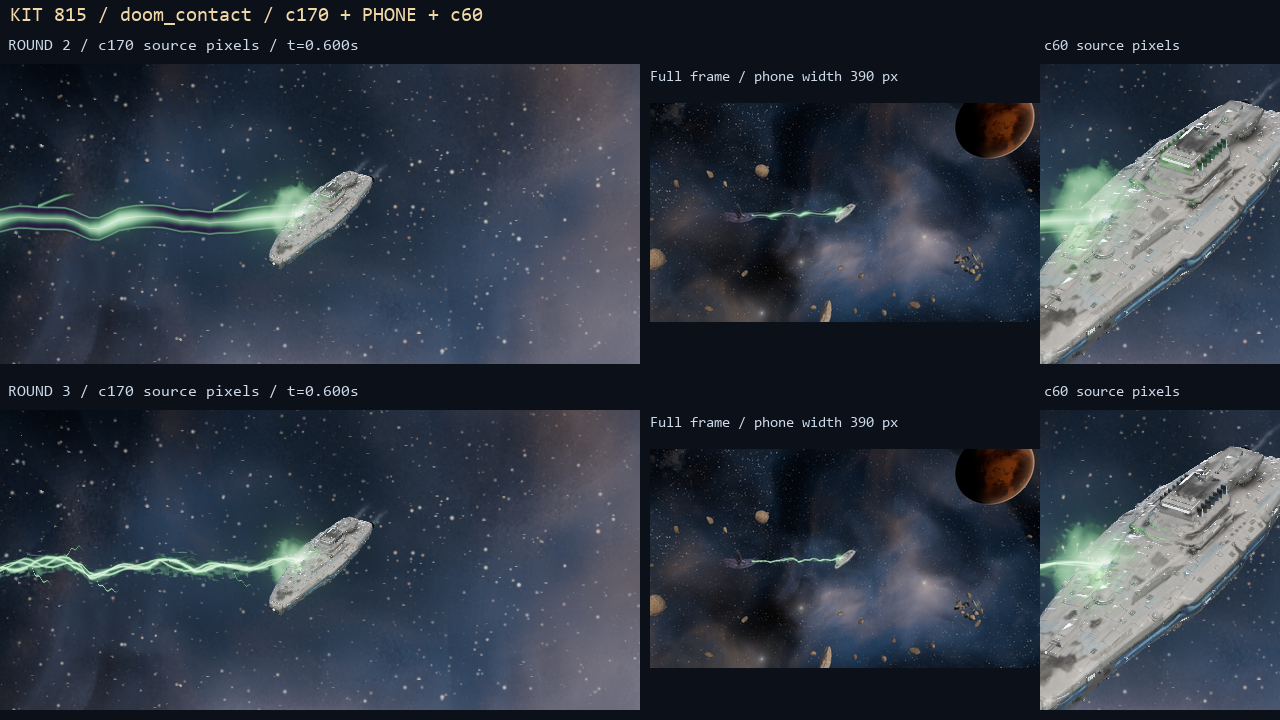 KIT 815 / doom_contact / c170 + PHONE + c60
ROUND 2 / c170 source pixels / t=0.600s
c60 source pixels
Full frame / phone width 390 px
ROUND 3 / c170 source pixels / t=0.600s
c60 source pixels
Full frame / phone width 390 px